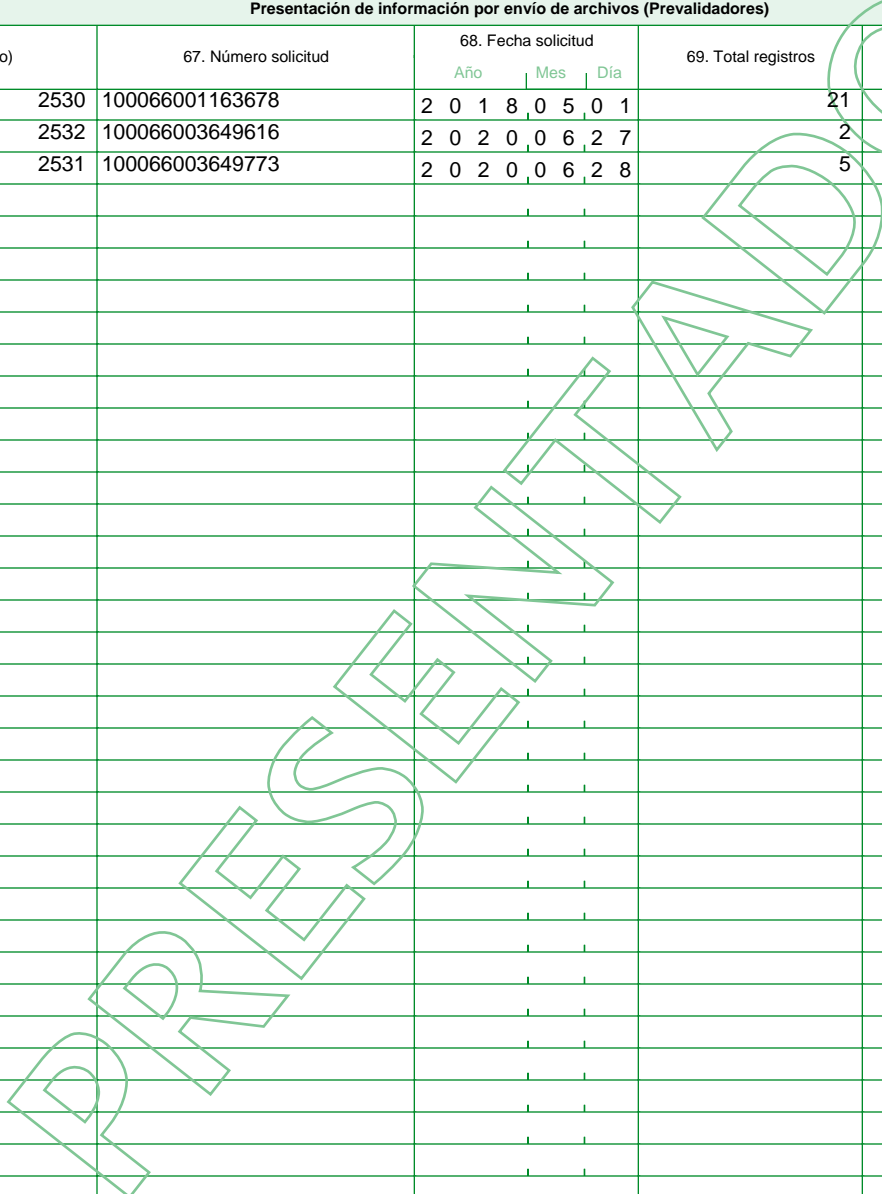 Presentación de información por envío de archivos (Prevalidadores)
o) 67. Número solicitud 68. Fecha solicitud 69. Total registros
Año Mes Día
2530 100066001163678 2 0 1 8 0 5 0 1 21
2532 100066003649616 2 0 2 0 0 6 2 7 2
2531 100066003649773 2 0 2 0 0 6 2 8 5
PRESENTADO